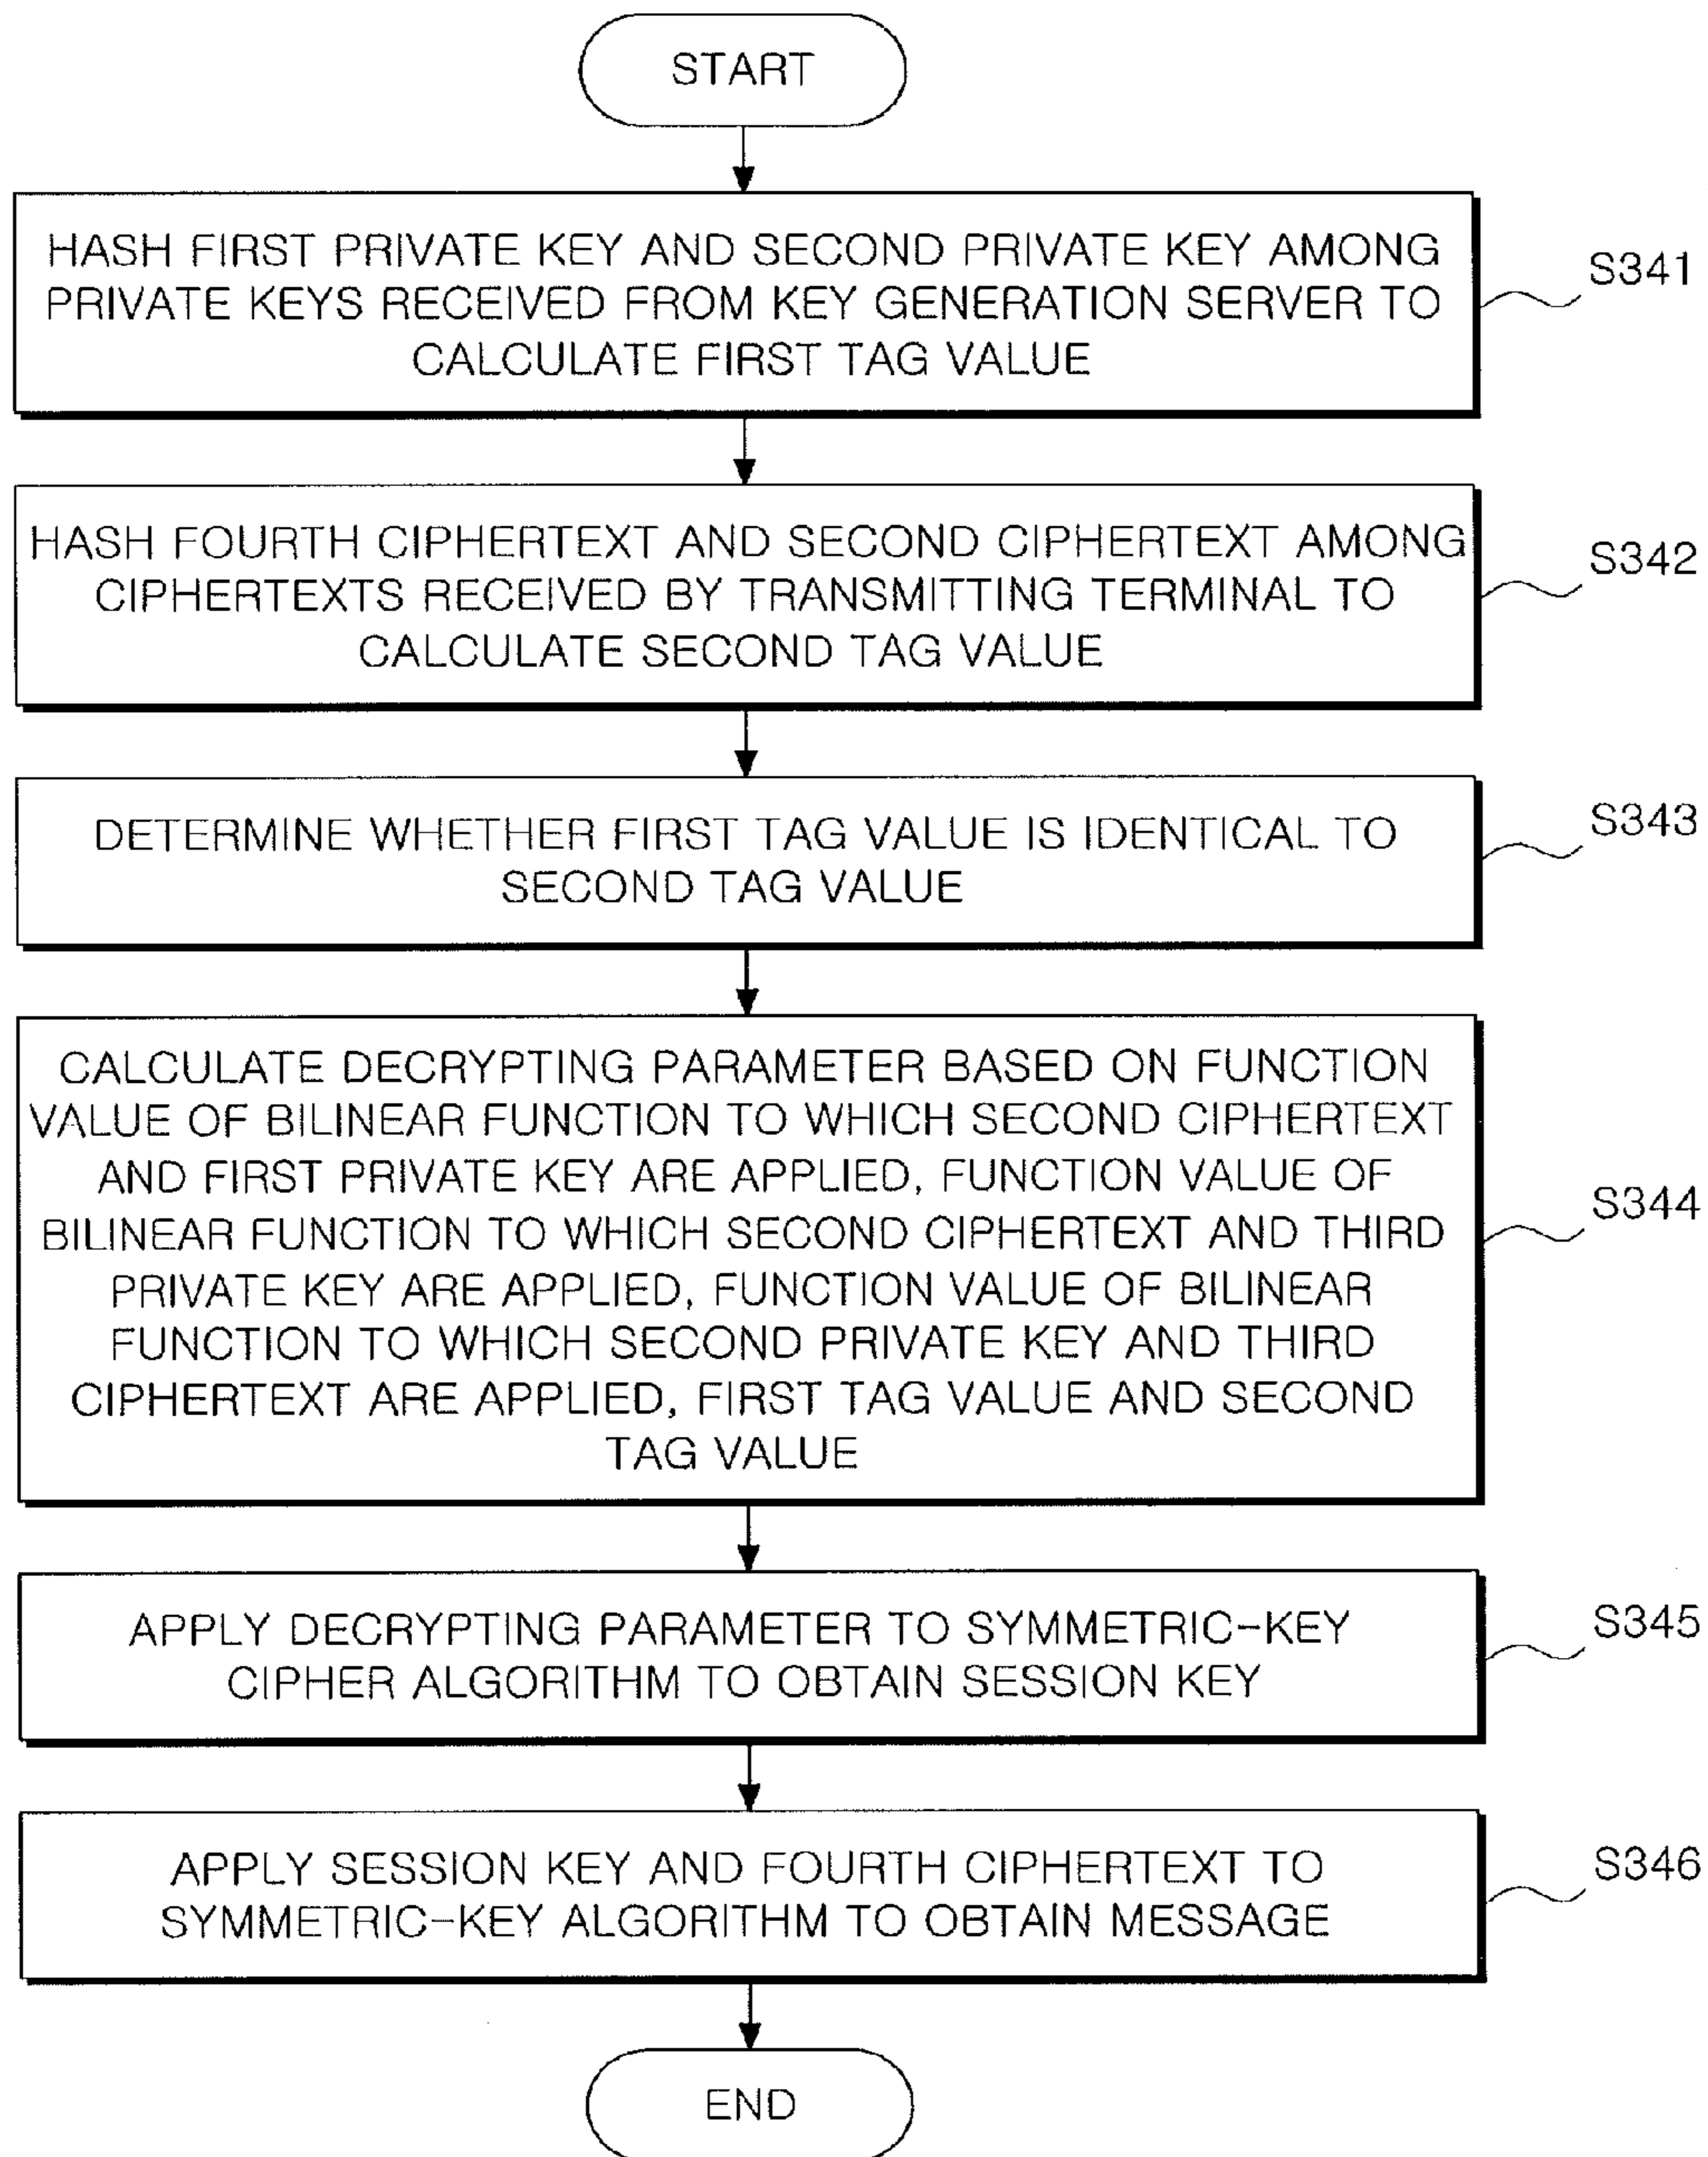 START
HASH FIRST PRIVATE KEY AND SECOND PRIVATE KEY AMONG
PRIVATE KEYS RECEIVED FROM KEY GENERATION SERVER TO
CALCULATE FIRST TAG VALUE
S341
HASH FOURTH CIPHERTEXT AND SECOND CIPHERTEXT AMONG
CIPHERTEXTS RECEIVED BY TRANSMITTING TERMINAL TO
CALCULATE SECOND TAG VALUE
S342
DETERMINE WHETHER FIRST TAG VALUE IS IDENTICAL TO
SECOND TAG VALUE
S343
CALCULATE DECRYPTING PARAMETER BASED ON FUNCTION
VALUE OF BILINEAR FUNCTION TO WHICH SECOND CIPHERTEXT
AND FIRST PRIVATE KEY ARE APPLIED, FUNCTION VALUE OF
BILINEAR FUNCTION TO WHICH SECOND CIPHERTEXT AND THIRD
PRIVATE KEY ARE APPLIED, FUNCTION VALUE OF BILINEAR
FUNCTION TO WHICH SECOND PRIVATE KEY AND THIRD
CIPHERTEXT ARE APPLIED, FIRST TAG VALUE AND SECOND
TAG VALUE
S344
APPLY DECRYPTING PARAMETER TO SYMMETRIC-KEY
CIPHER ALGORITHM TO OBTAIN SESSION KEY
S345
APPLY SESSION KEY AND FOURTH CIPHERTEXT TO
SYMMETRIC-KEY ALGORITHM TO OBTAIN MESSAGE
S346
END